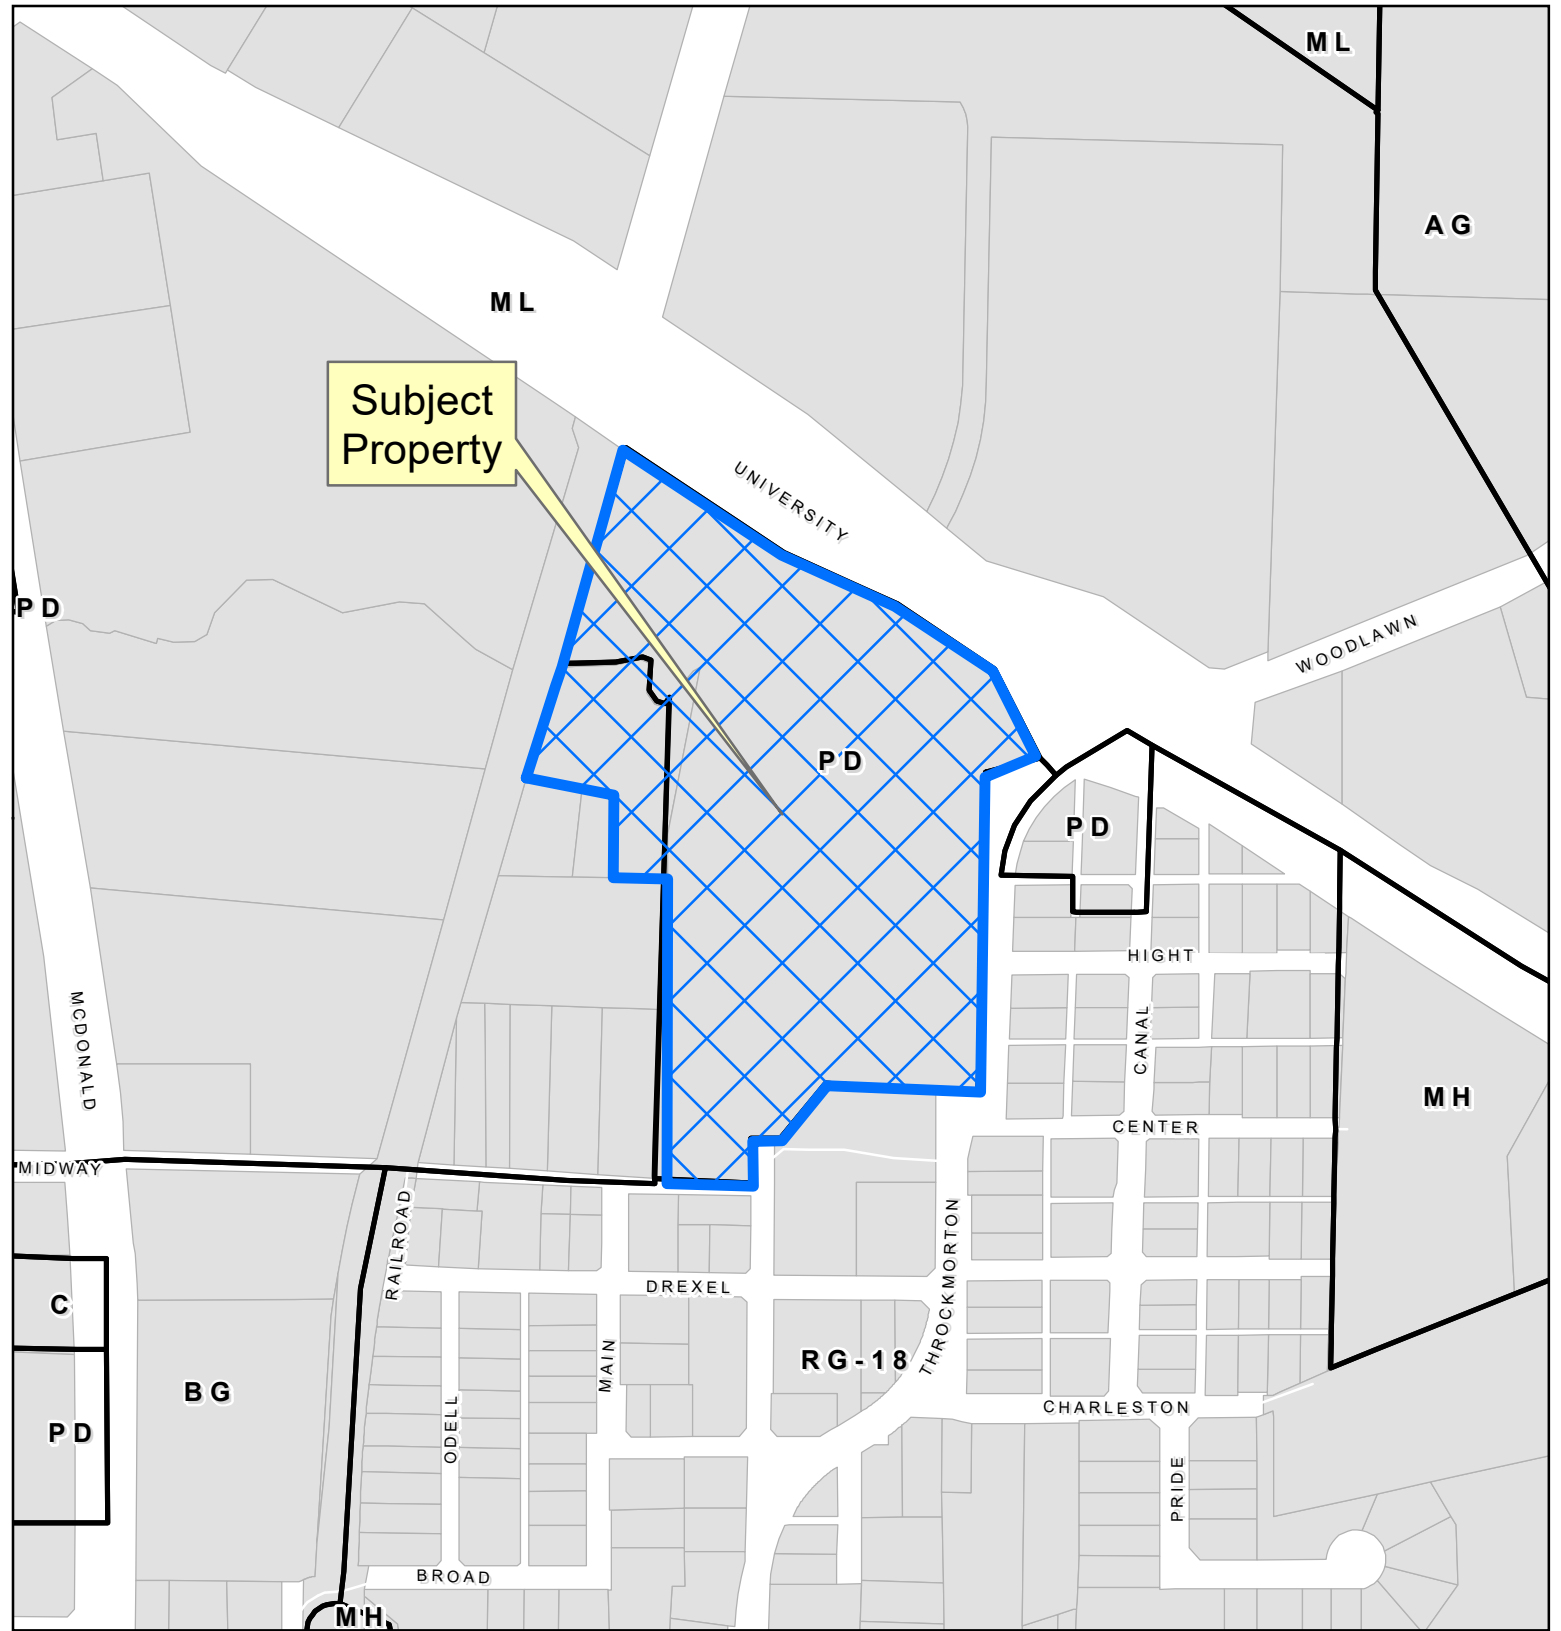 ML
AG
ML
Subject
Property
UNIVERSITY
PD
WOODLAWN
PD
PD
HIGHT
MCDONALD
CANAL
MH
CENTER
MIDWAY
RAILROAD
THROCKMORTON
DREXEL
C
MAIN
RG-18
BG
CHARLESTON
PD
ODELL
PRIDE
BROAD
MH